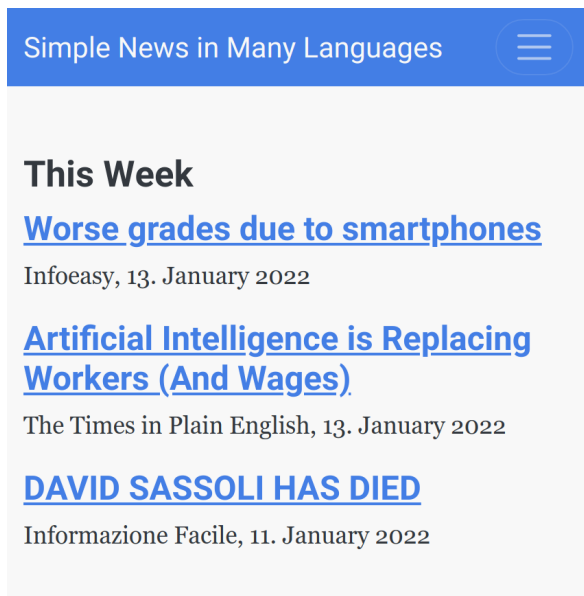 Simple News in Many Languages
This Week
Worse grades due to smartphones
Infoeasy, 13. January 2022
Artificial Intelligence is Replacing
Workers (And Wages)
The Times in Plain English, 13. January 2022
DAVID SASSOLI HAS DIED
Informazione Facile, 11. January 2022